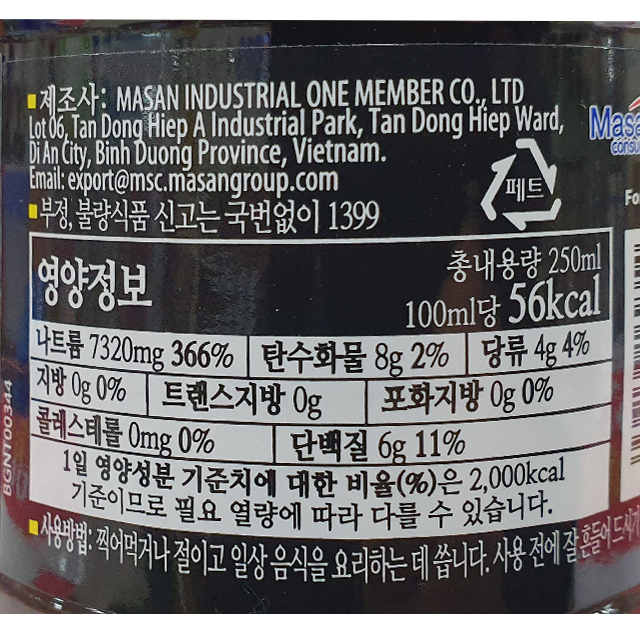 ■제조사: MASAN INDUSTRIAL ONE MEMBER CO., LTD
Lot 06, Tan Dong Hiep A Industrial Park, Tan Dong Hiep Ward,
Di An City, Binh Duong Province, Vietnam.
Email: export@msc.masangroup.com
■부정, 불량식품 신고는 국번없이 1399
페트
Mas
consu
Fo
영양정보
총내용량 250ml
100ml당 56kcal
나트륨 7320mg 366% 탄수화물 8g 2% 당류 4g 4%
지방 0g 0% 트랜스지방 0g 포화지방 0g 0%
콜레스테롤 0mg 0% 단백질 6g 11%
1일 영양성분 기준치에 대한 비율(%)은 2,000kcal
기준이므로 필요 열량에 따라 다를 수 있습니다.
■사용방법: 찍어먹거나 절이고 일상 음식을 요리하는 데 씁니다. 사용 전에 잘 흔들어 드시기
BGNT00344